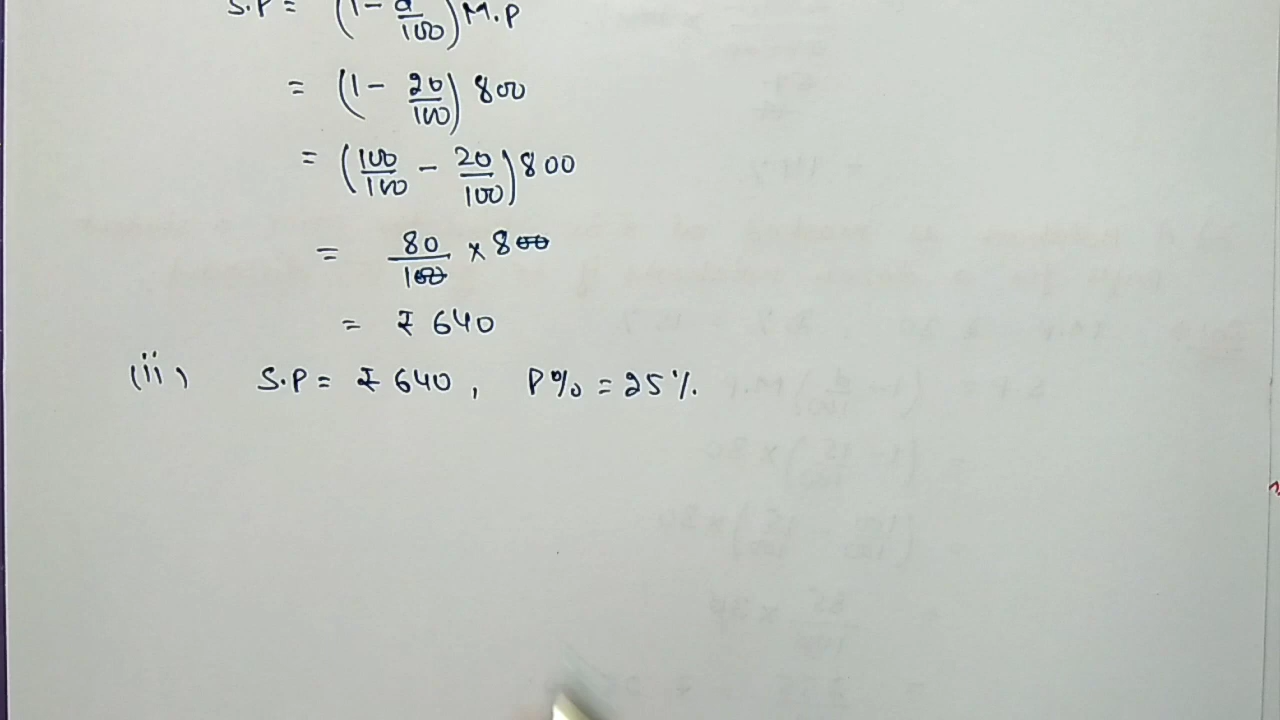 S.P = (1 - d/100) M.P
= (1 - 20/100) 800
= (100/100 - 20/100) 800
= 80/100 × 800
= ₹ 640
(ii) S.P = ₹ 640 , P% = 25%.